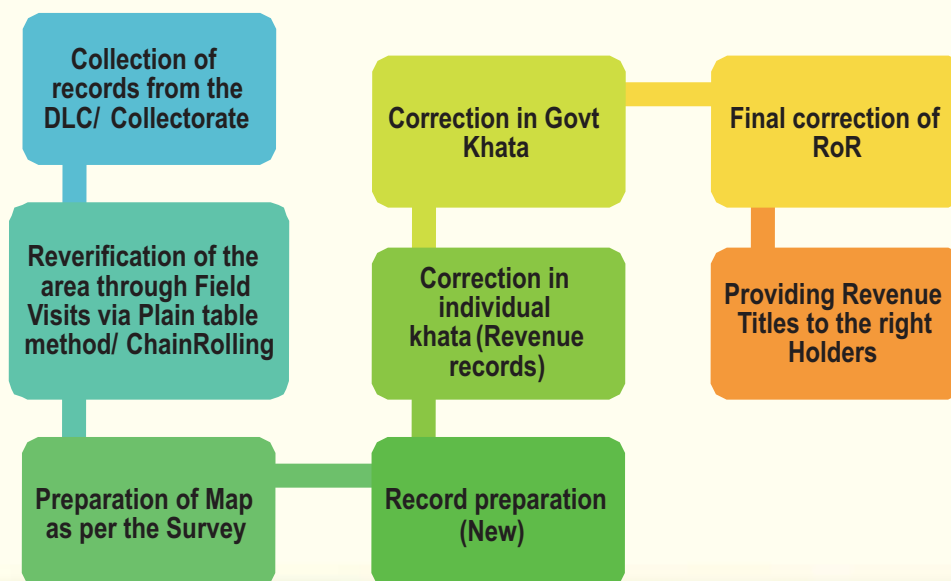 Collection of
records from the
DLC/ Collectorate
Reverification of the
area through Field
Visits via Plain table
method/ ChainRolling
Preparation of Map
as per the Survey
Record preparation
(New)
Correction in
individual
khata (Revenue
records)
Correction in Govt
Khata
Final correction of
RoR
Providing Revenue
Titles to the right
Holders